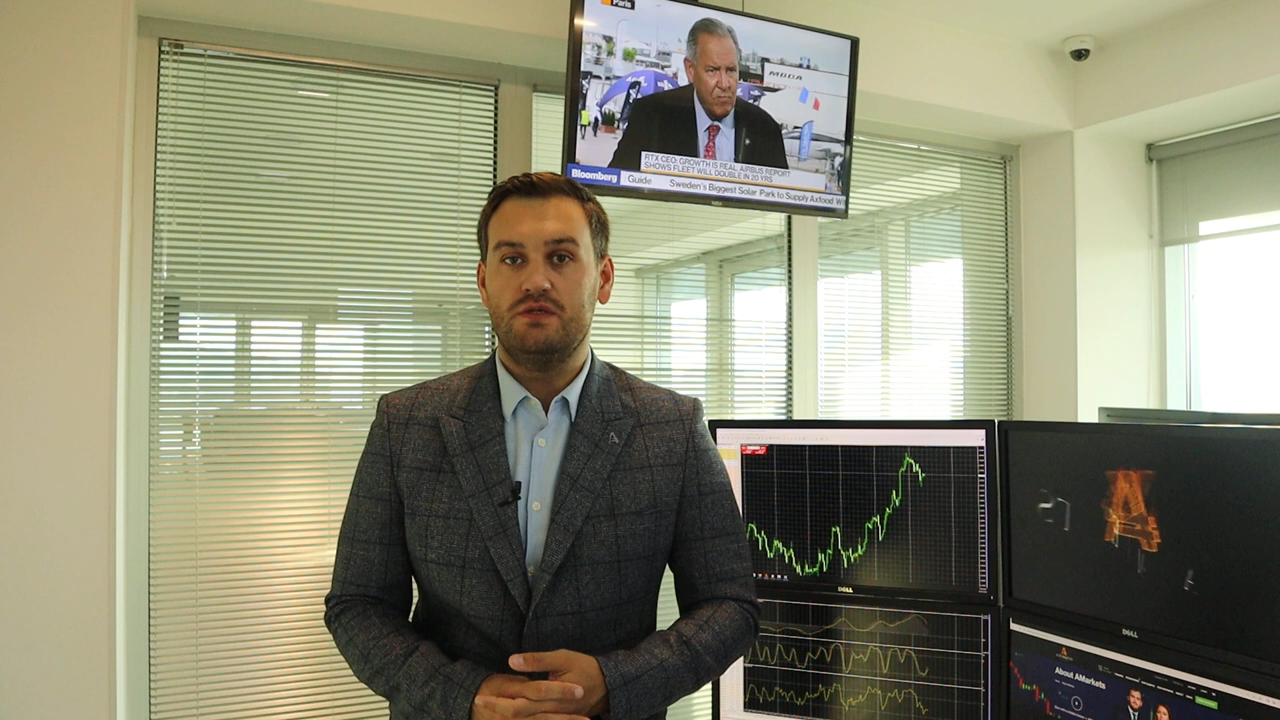 Paris
MQDA
RTX CEO: GROWTH IS REAL, AIRBUS REPORT
SHOWS FLEET WILL DOUBLE IN 20 YRS
Bloomberg Guide Sweden's Biggest Solar Park to Supply Axfood
A
DELL
A
DELL
About AMarkets